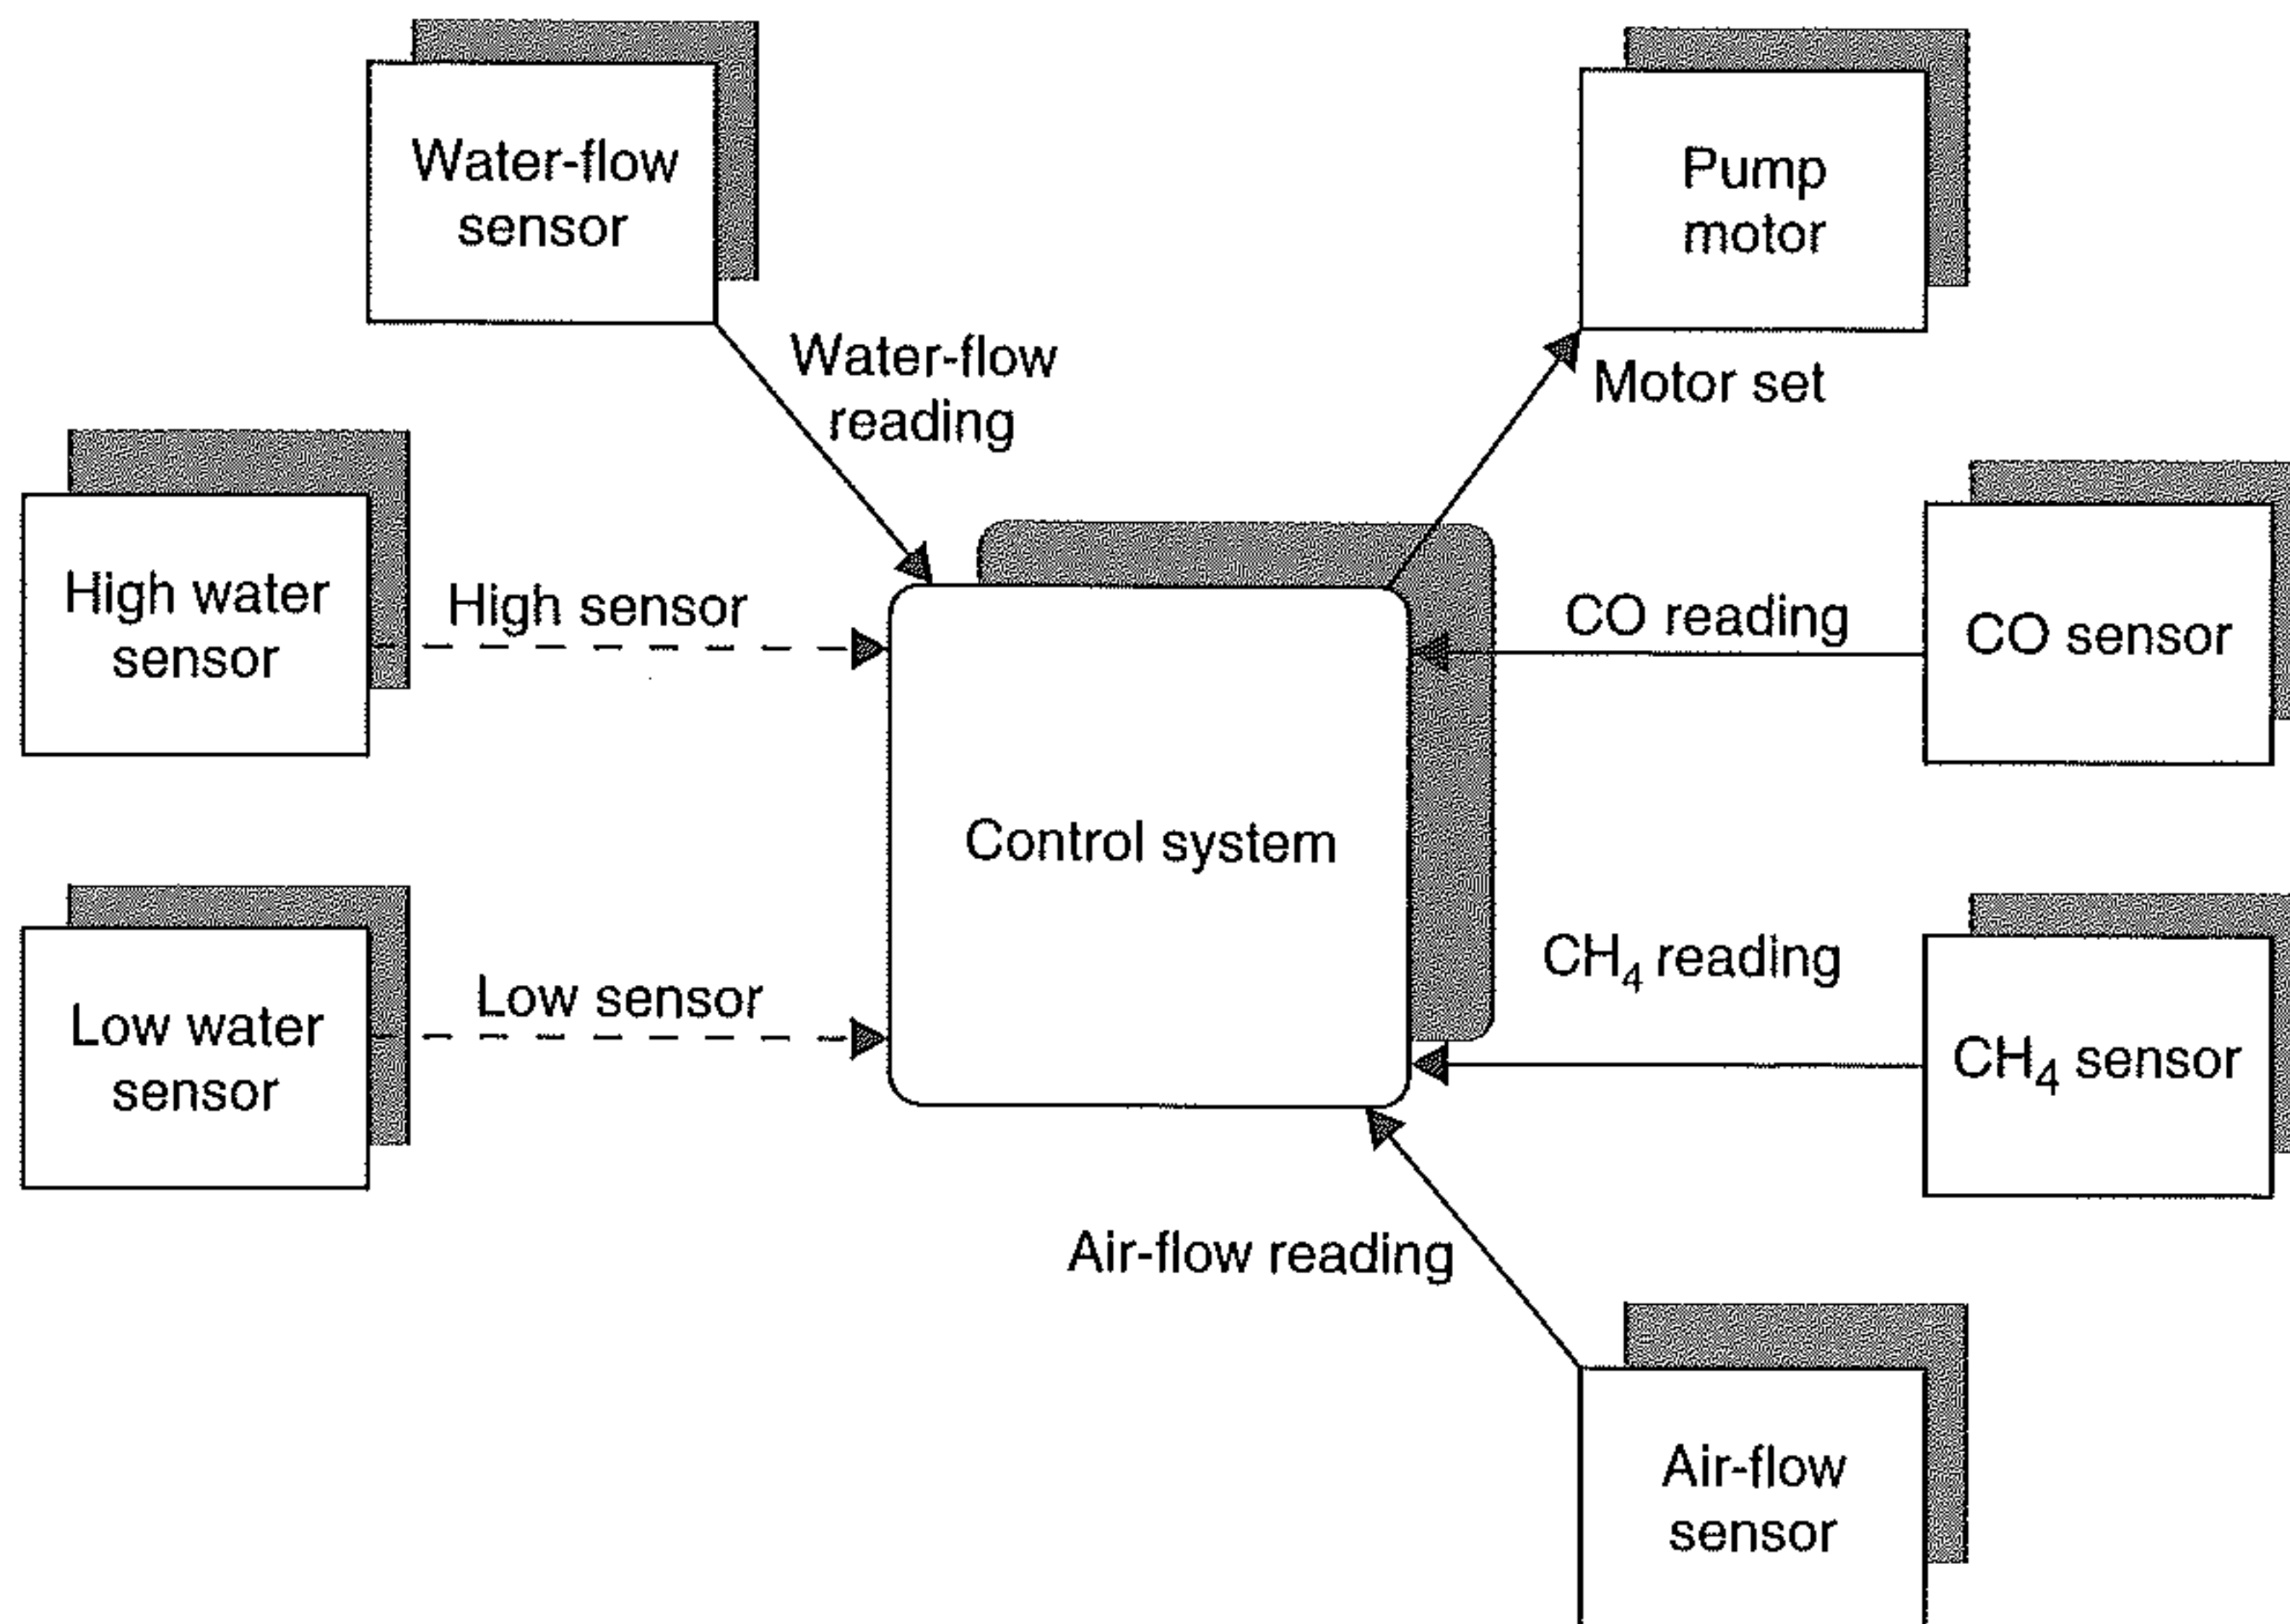 Water-flow
sensor
Pump
motor
Water-flow
reading
Motor set
High water
sensor
High sensor
CO reading
CO sensor
Control system
Low water
sensor
Low sensor
CH₄ reading
CH₄ sensor
Air-flow reading
Air-flow
sensor